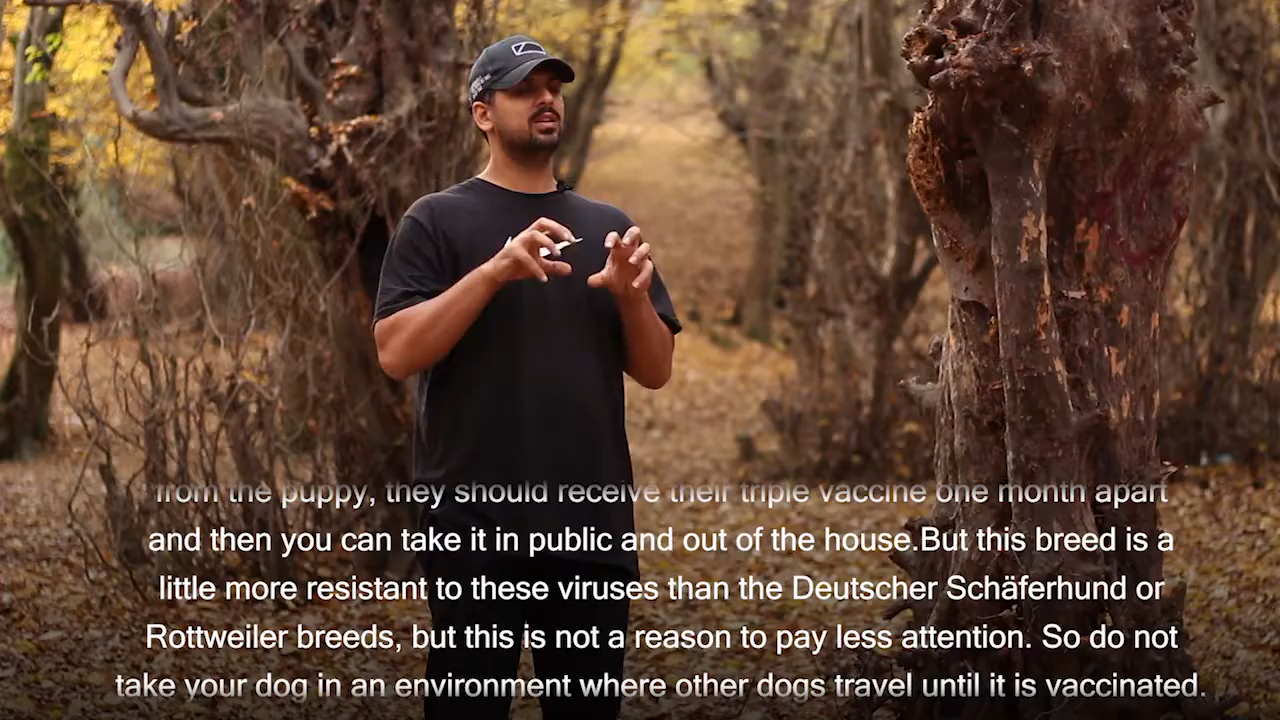 from the puppy, they should receive their triple vaccine one month apart
and then you can take it in public and out of the house.But this breed is a
little more resistant to these viruses than the Deutscher Schäferhund or
Rottweiler breeds, but this is not a reason to pay less attention. So do not
take your dog in an environment where other dogs travel until it is vaccinated.